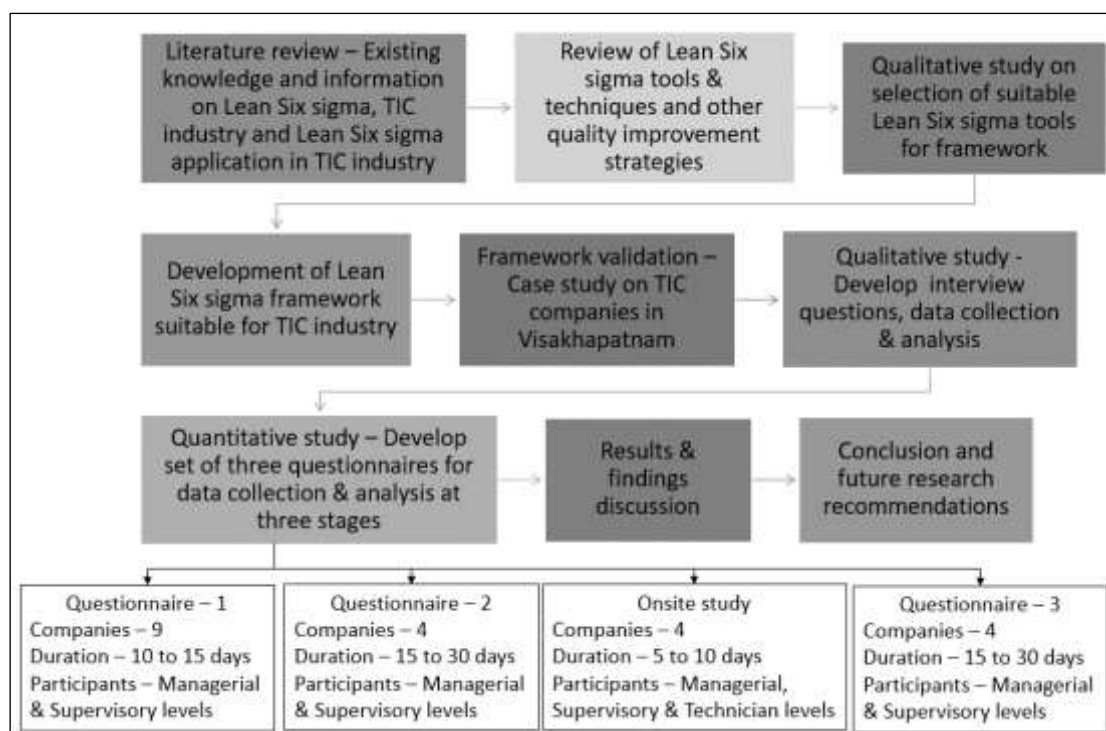 Literature review – Existing
knowledge and information
on Lean Six sigma, TIC
industry and Lean Six sigma
application in TIC industry
Review of Lean Six
sigma tools &
techniques and other
quality improvement
strategies
Qualitative study on
selection of suitable
Lean Six sigma tools
for framework
Development of Lean
Six sigma framework
suitable for TIC industry
Framework validation –
Case study on TIC
companies in
Visakhapatnam
Qualitative study -
Develop interview
questions, data collection
& analysis
Quantitative study – Develop
set of three questionnaires for
data collection & analysis at
three stages
Results &
findings
discussion
Conclusion and
future research
recommendations
Questionnaire – 1
Companies – 9
Duration – 10 to 15 days
Participants – Managerial
& Supervisory levels
Questionnaire – 2
Companies – 4
Duration – 15 to 30 days
Participants – Managerial
& Supervisory levels
Onsite study
Companies – 4
Duration – 5 to 10 days
Participants – Managerial,
Supervisory & Technician levels
Questionnaire – 3
Companies – 4
Duration – 15 to 30 days
Participants – Managerial
& Supervisory levels